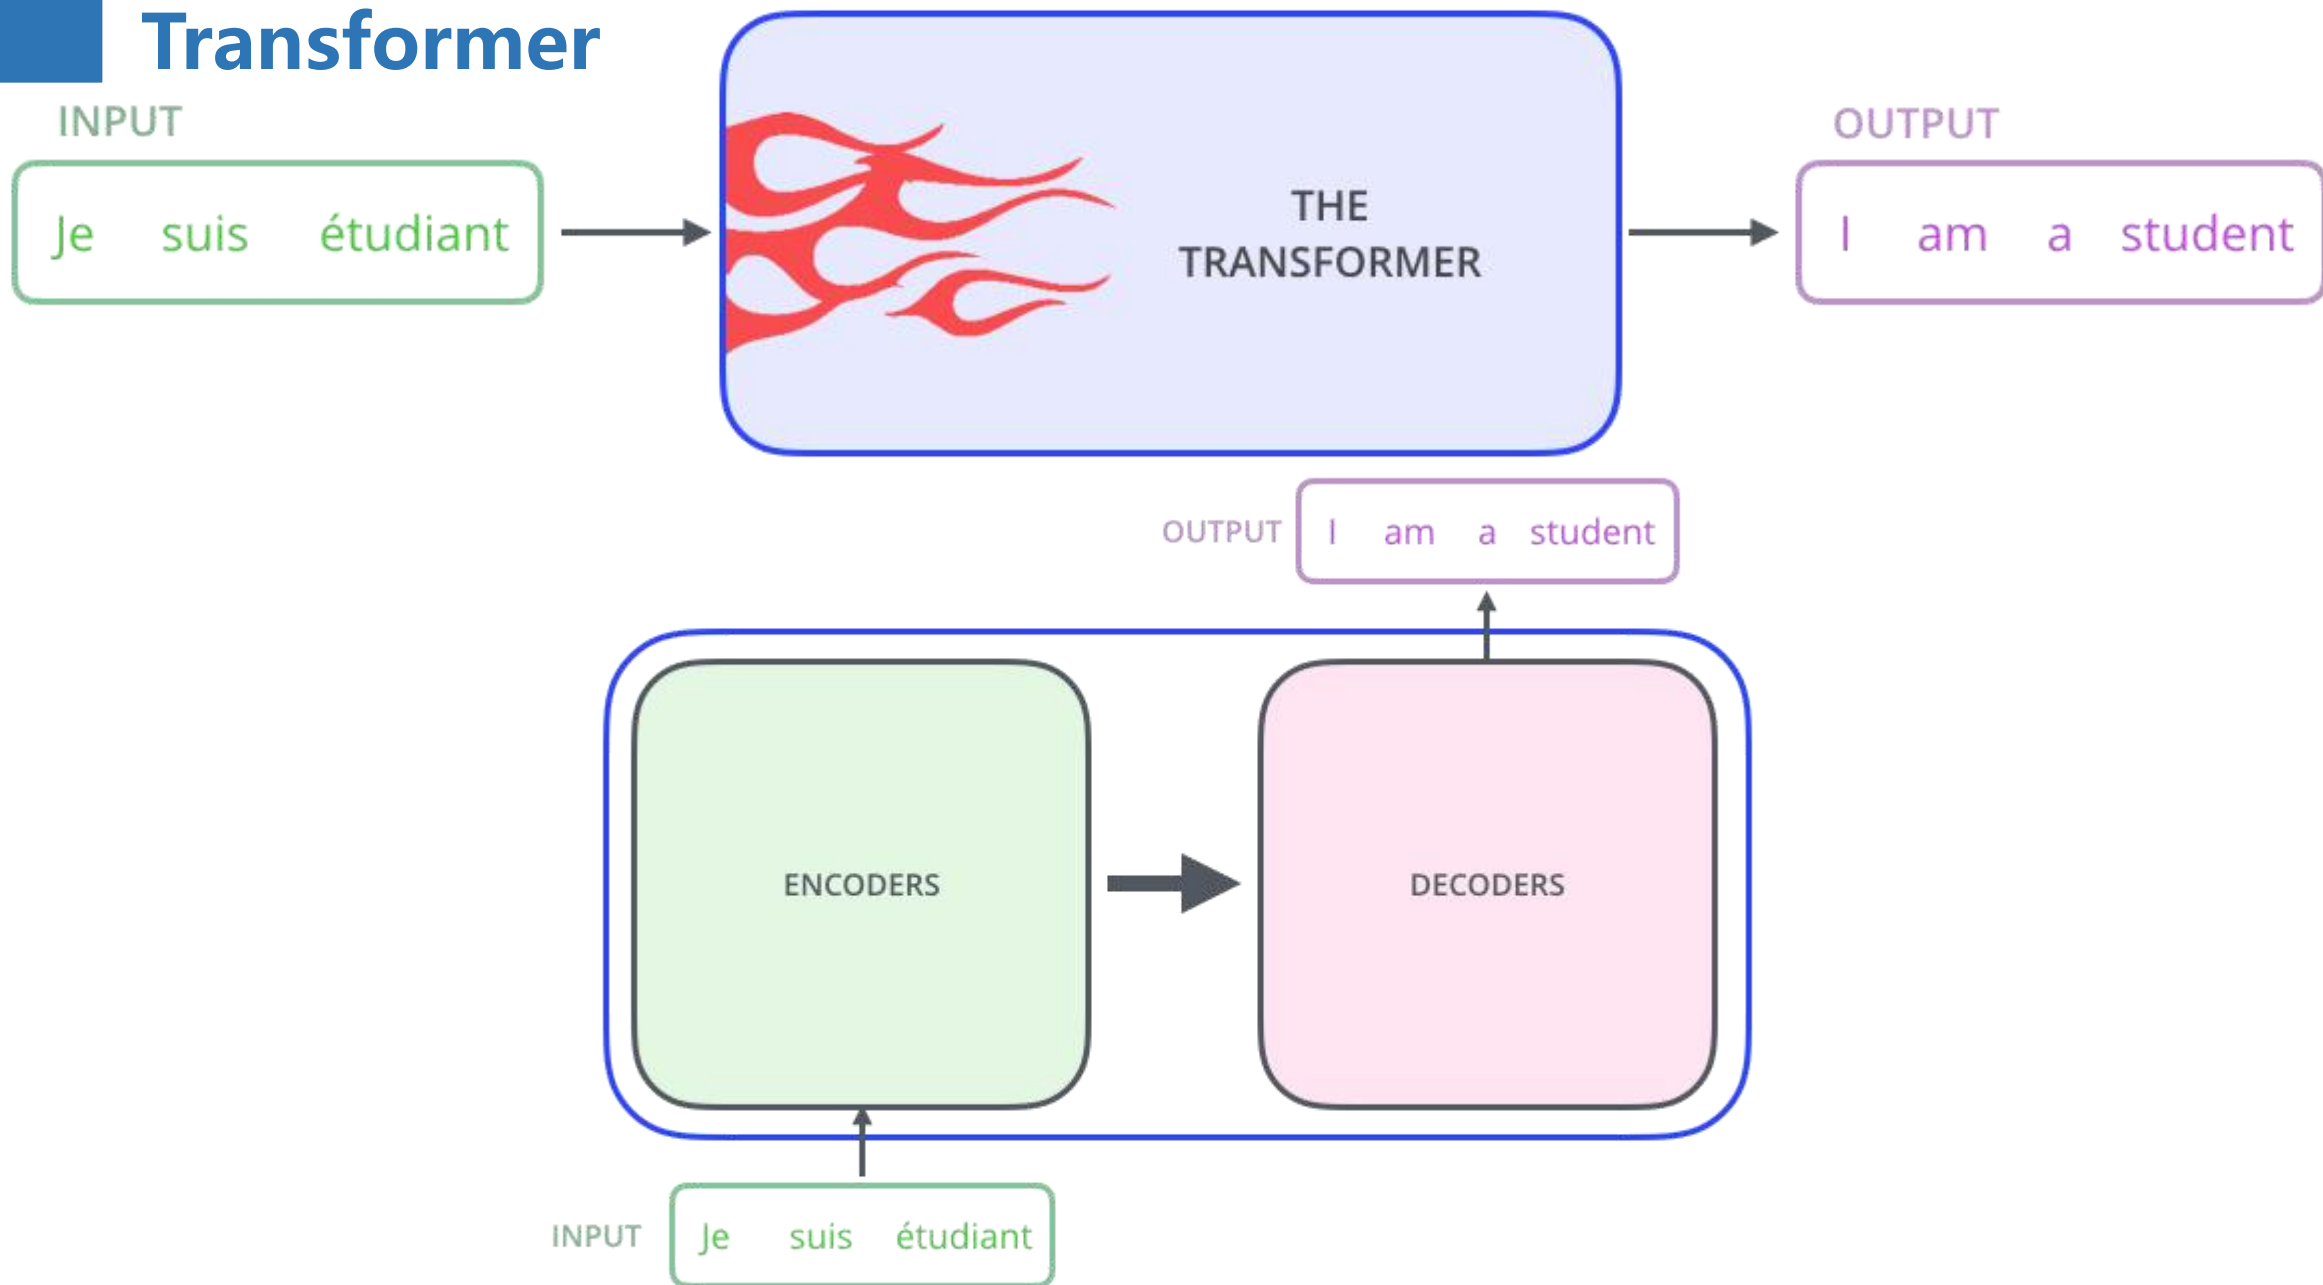 Transformer
INPUT
Je suis étudiant
THE
TRANSFORMER
OUTPUT
I am a student
OUTPUT
I am a student
ENCODERS
DECODERS
INPUT
Je suis étudiant